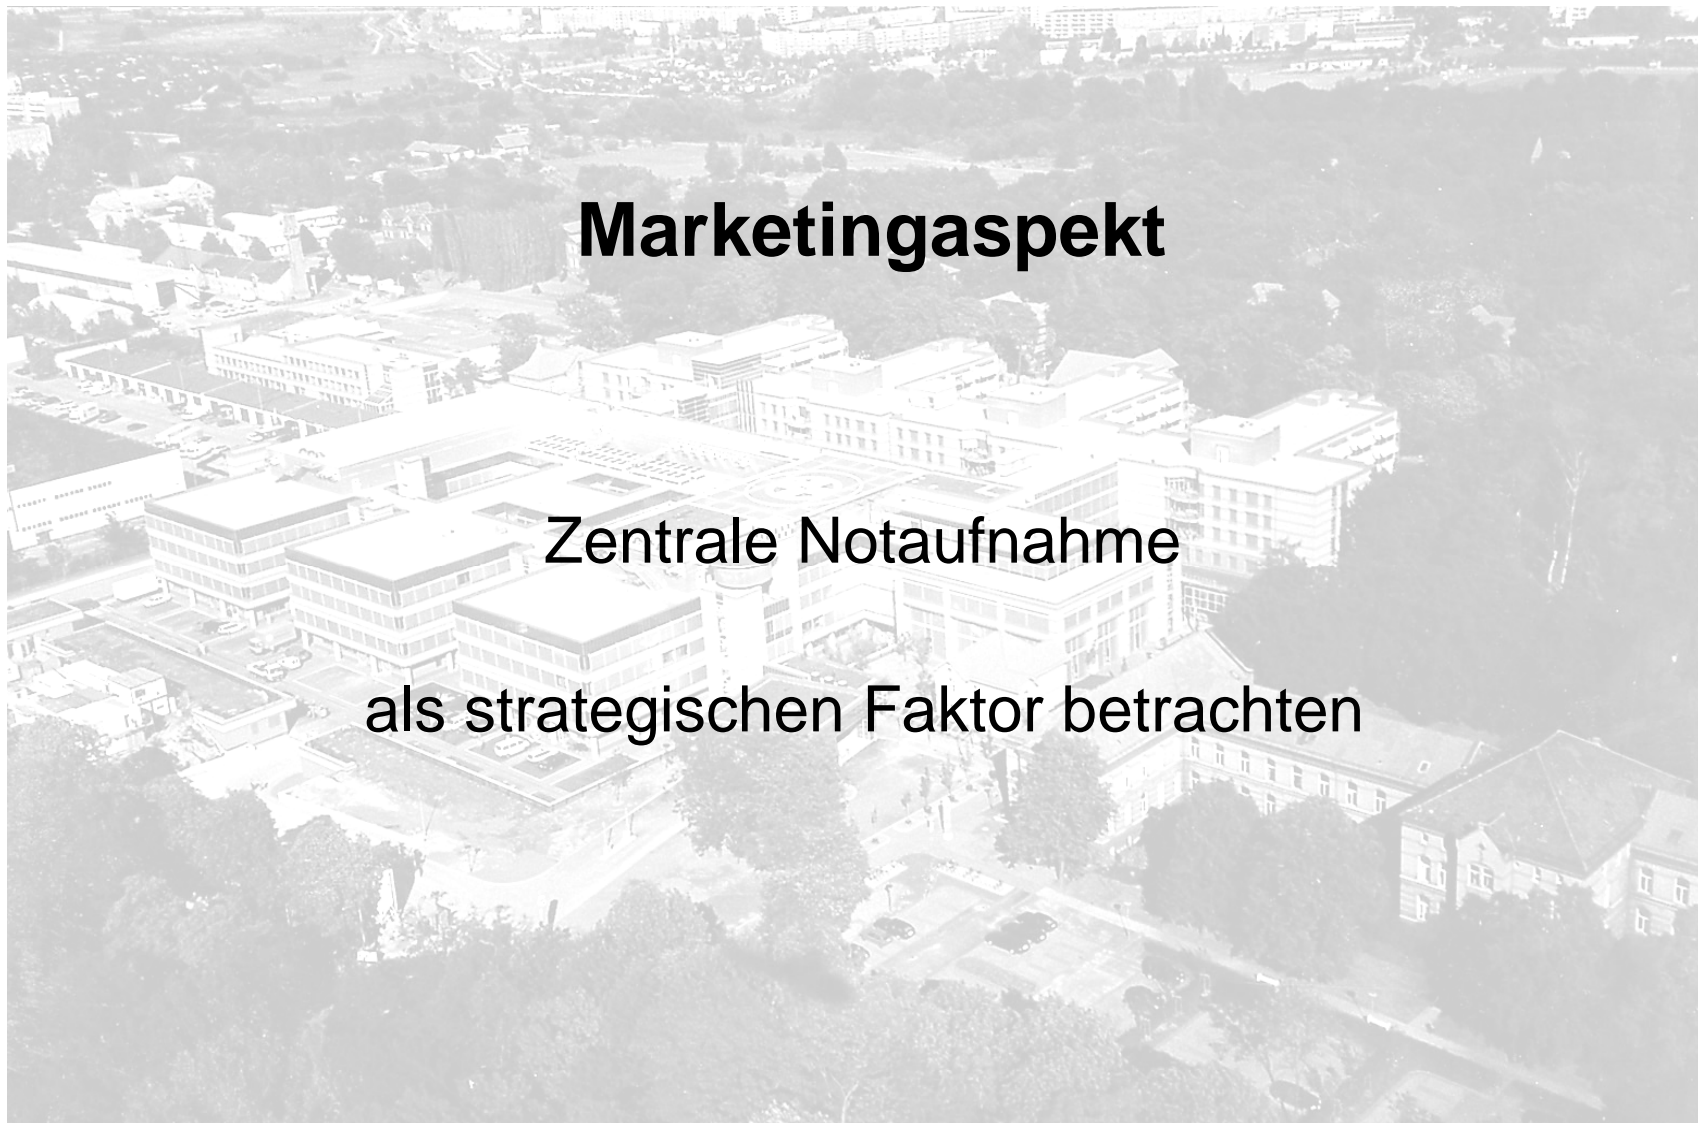 Marketingaspekt
Zentrale Notaufnahme
als strategischen Faktor betrachten